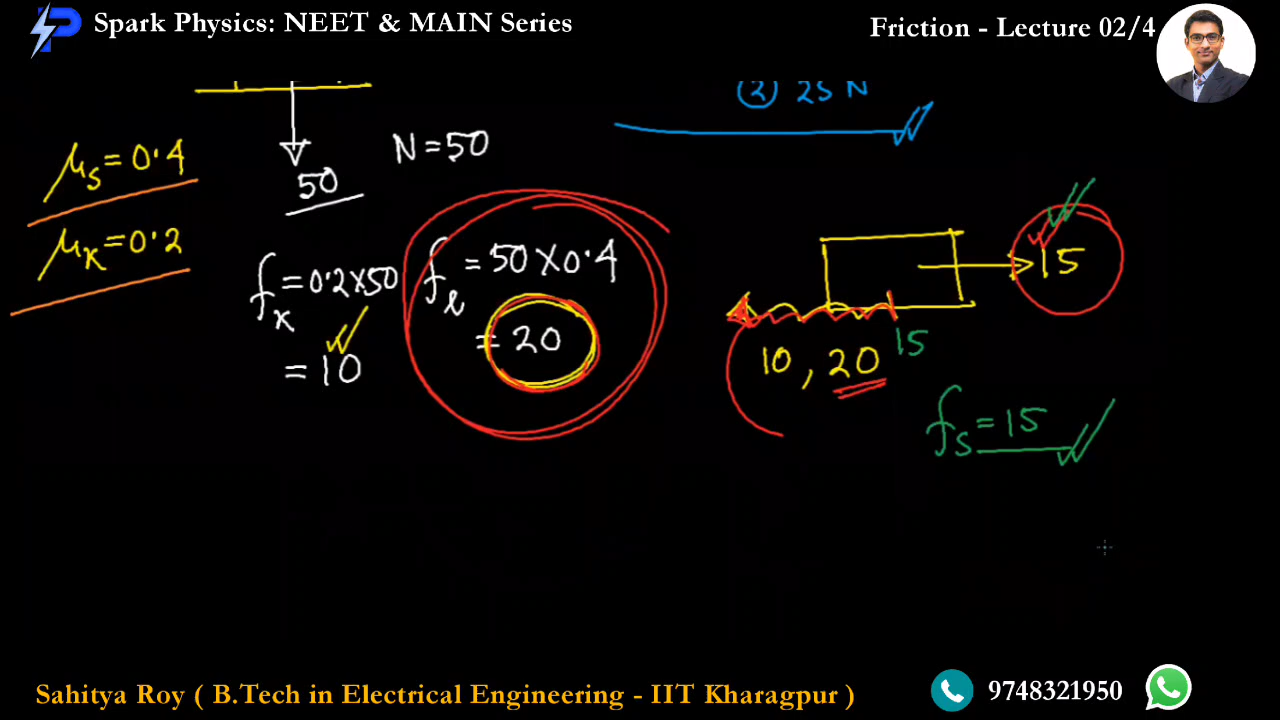 Spark Physics: NEET & MAIN Series
Friction - Lecture 02/4
② 25 N
μs = 0.4
N = 50
50
μK = 0.2
fK = 0.2 X 50
= 10
fl = 50 X 0.4
= 20
15
10, 20 15
fs = 15
Sahitya Roy ( B.Tech in Electrical Engineering - IIT Kharagpur )
9748321950